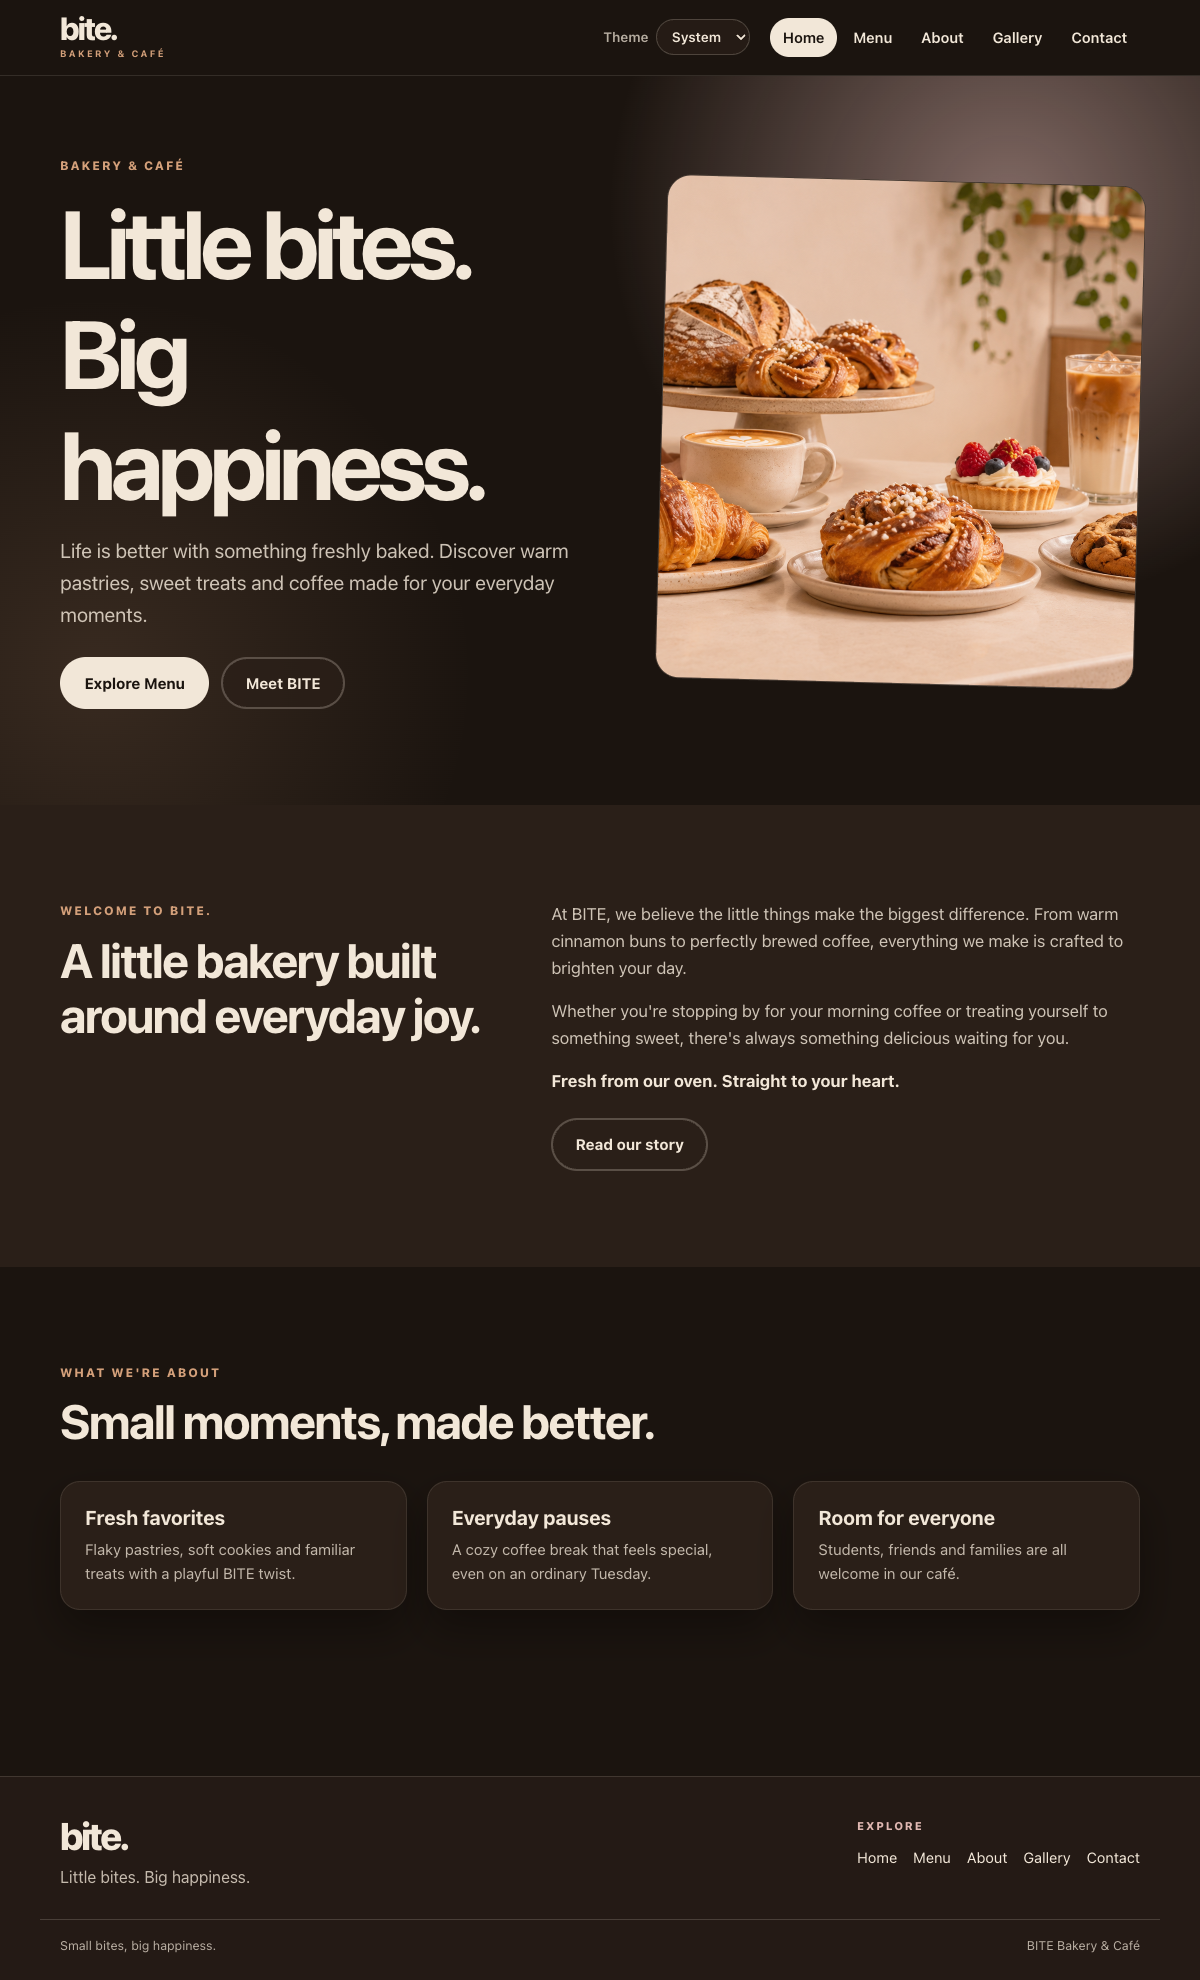 bite.
BAKERY & CAFÉ
Theme System Home Menu About Gallery Contact
BAKERY & CAFÉ
Little bites.
Big
happiness.
Life is better with something freshly baked. Discover warm
pastries, sweet treats and coffee made for your everyday
moments.
Explore Menu Meet BITE
WELCOME TO BITE.
A little bakery built
around everyday joy.
At BITE, we believe the little things make the biggest difference. From warm
cinnamon buns to perfectly brewed coffee, everything we make is crafted to
brighten your day.
Whether you're stopping by for your morning coffee or treating yourself to
something sweet, there's always something delicious waiting for you.
Fresh from our oven. Straight to your heart.
Read our story
WHAT WE'RE ABOUT
Small moments, made better.
Fresh favorites
Flaky pastries, soft cookies and familiar
treats with a playful BITE twist.
Everyday pauses
A cozy coffee break that feels special,
even on an ordinary Tuesday.
Room for everyone
Students, friends and families are all
welcome in our café.
bite.
Little bites. Big happiness.
EXPLORE
Home Menu About Gallery Contact
Small bites, big happiness.
BITE Bakery & Café